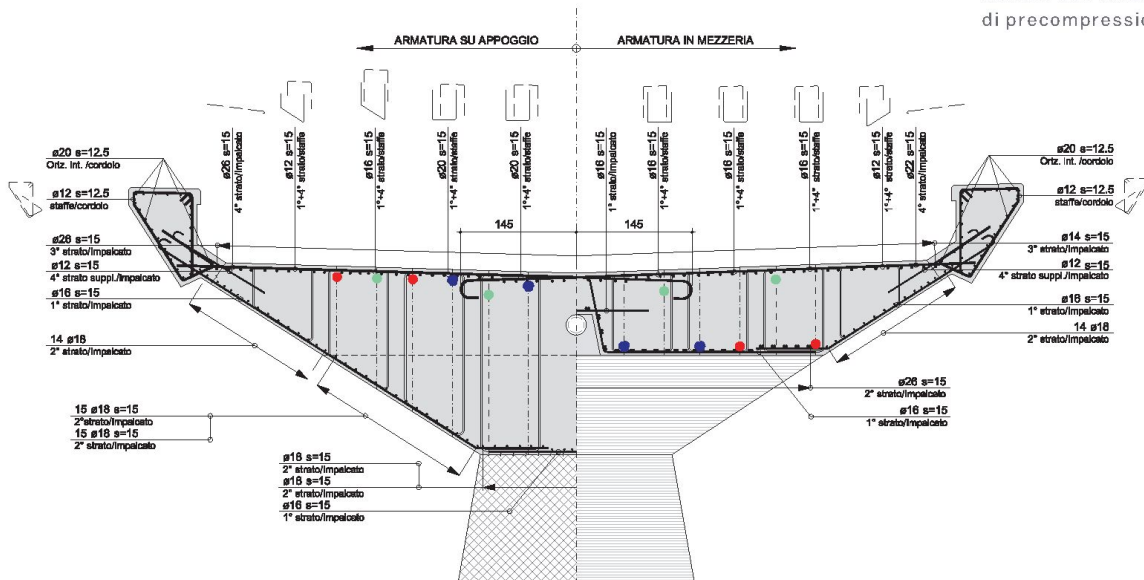 di precompressio
ARMATURA SU APPOGGIO
ARMATURA IN MEZZERIA
ø26 s=15
4° strato/impalcato
ø12 s=15
1°+4° strato/staffe
ø16 s=15
1°+4° strato/staffe
ø20 s=15
1°+4° strato/staffe
ø20 s=15
1°+4° strato/staffe
ø16 s=15
1° strato/impalcato
ø16 s=15
1°+4° strato/staffe
ø16 s=15
1°+4° strato/staffe
ø16 s=15
1°+4° strato/staffe
ø12 s=15
1°+4° strato/staffe
ø22 s=15
4° strato/impalcato
ø20 s=12.5
Oriz. int. /cordolo
ø12 s=12.5
staffe/cordolo
ø26 s=15
3° strato/impalcato
ø12 s=15
4° strato suppl./impalcato
ø16 s=15
1° strato/impalcato
14 ø18
2° strato/impalcato
15 ø18 s=15
2°strato/impalcato
15 ø18 s=15
2° strato/impalcato
ø18 s=15
2° strato/impalcato
ø18 s=15
2° strato/impalcato
ø16 s=15
1° strato/impalcato
145
145
ø20 s=12.5
Oriz. int. /cordolo
ø12 s=12.5
staffe/cordolo
ø14 s=15
3° strato/impalcato
ø12 s=15
4° strato suppl./impalcato
ø16 s=15
1° strato/impalcato
14 ø18
2° strato/impalcato
ø26 s=15
2° strato/impalcato
ø16 s=15
1° strato/impalcato